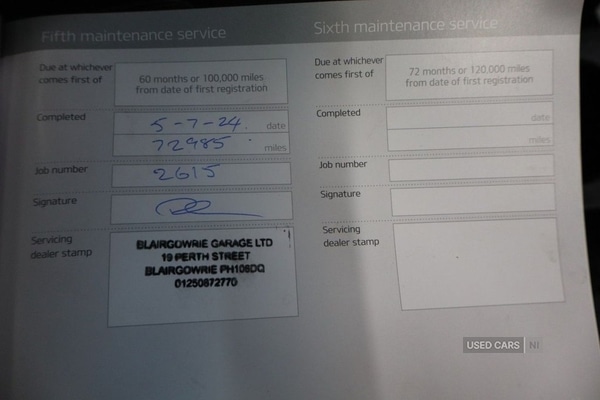 Fifth maintenance service
Due at whichever
comes first of
60 months or 100,000 miles
from date of first registration
Completed
5-7-24. date
72985 miles
Job number
2615
Signature
Servicing
dealer stamp
BLAIRGOWRIE GARAGE LTD
19 PERTH STREET
BLAIRGOWRIE PH106DQ
01250872770
Sixth maintenance service
Due at whichever
comes first of
72 months or 120,000 miles
from date of first registration
Completed
date
miles
Job number
Signature
Servicing
dealer stamp
USED CARS NI